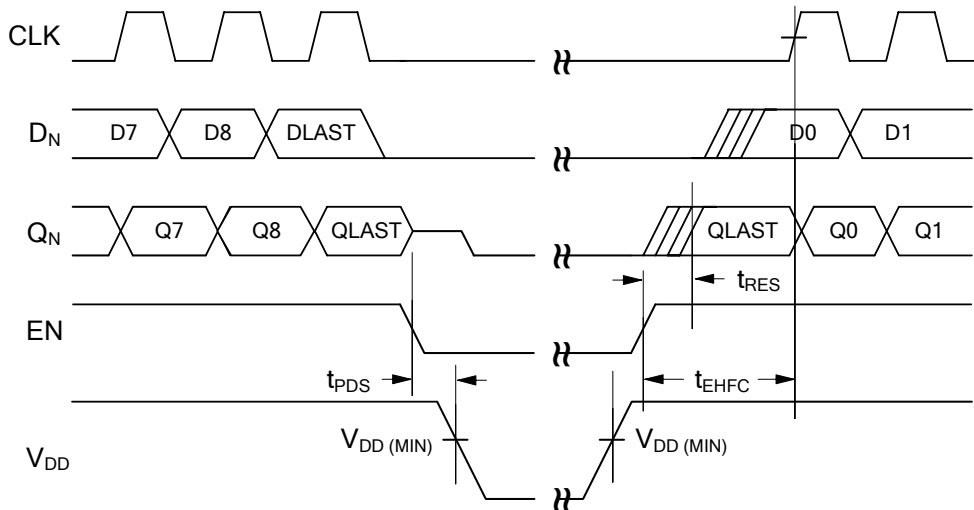 CLK
D_N D7 D8 DLAST D0 D1
Q_N Q7 Q8 QLAST QLAST Q0 Q1
t_RES
EN
t_PDS t_EHFC
V_DD (MIN) V_DD (MIN)
V_DD